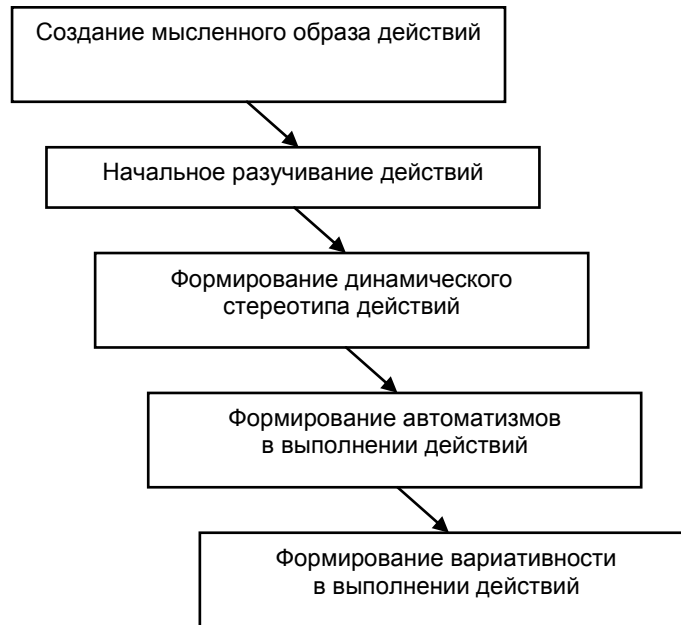 Создание мысленного образа действий
Начальное разучивание действий
Формирование динамического
стереотипа действий
Формирование автоматизмов
в выполнении действий
Формирование вариативности
в выполнении действий